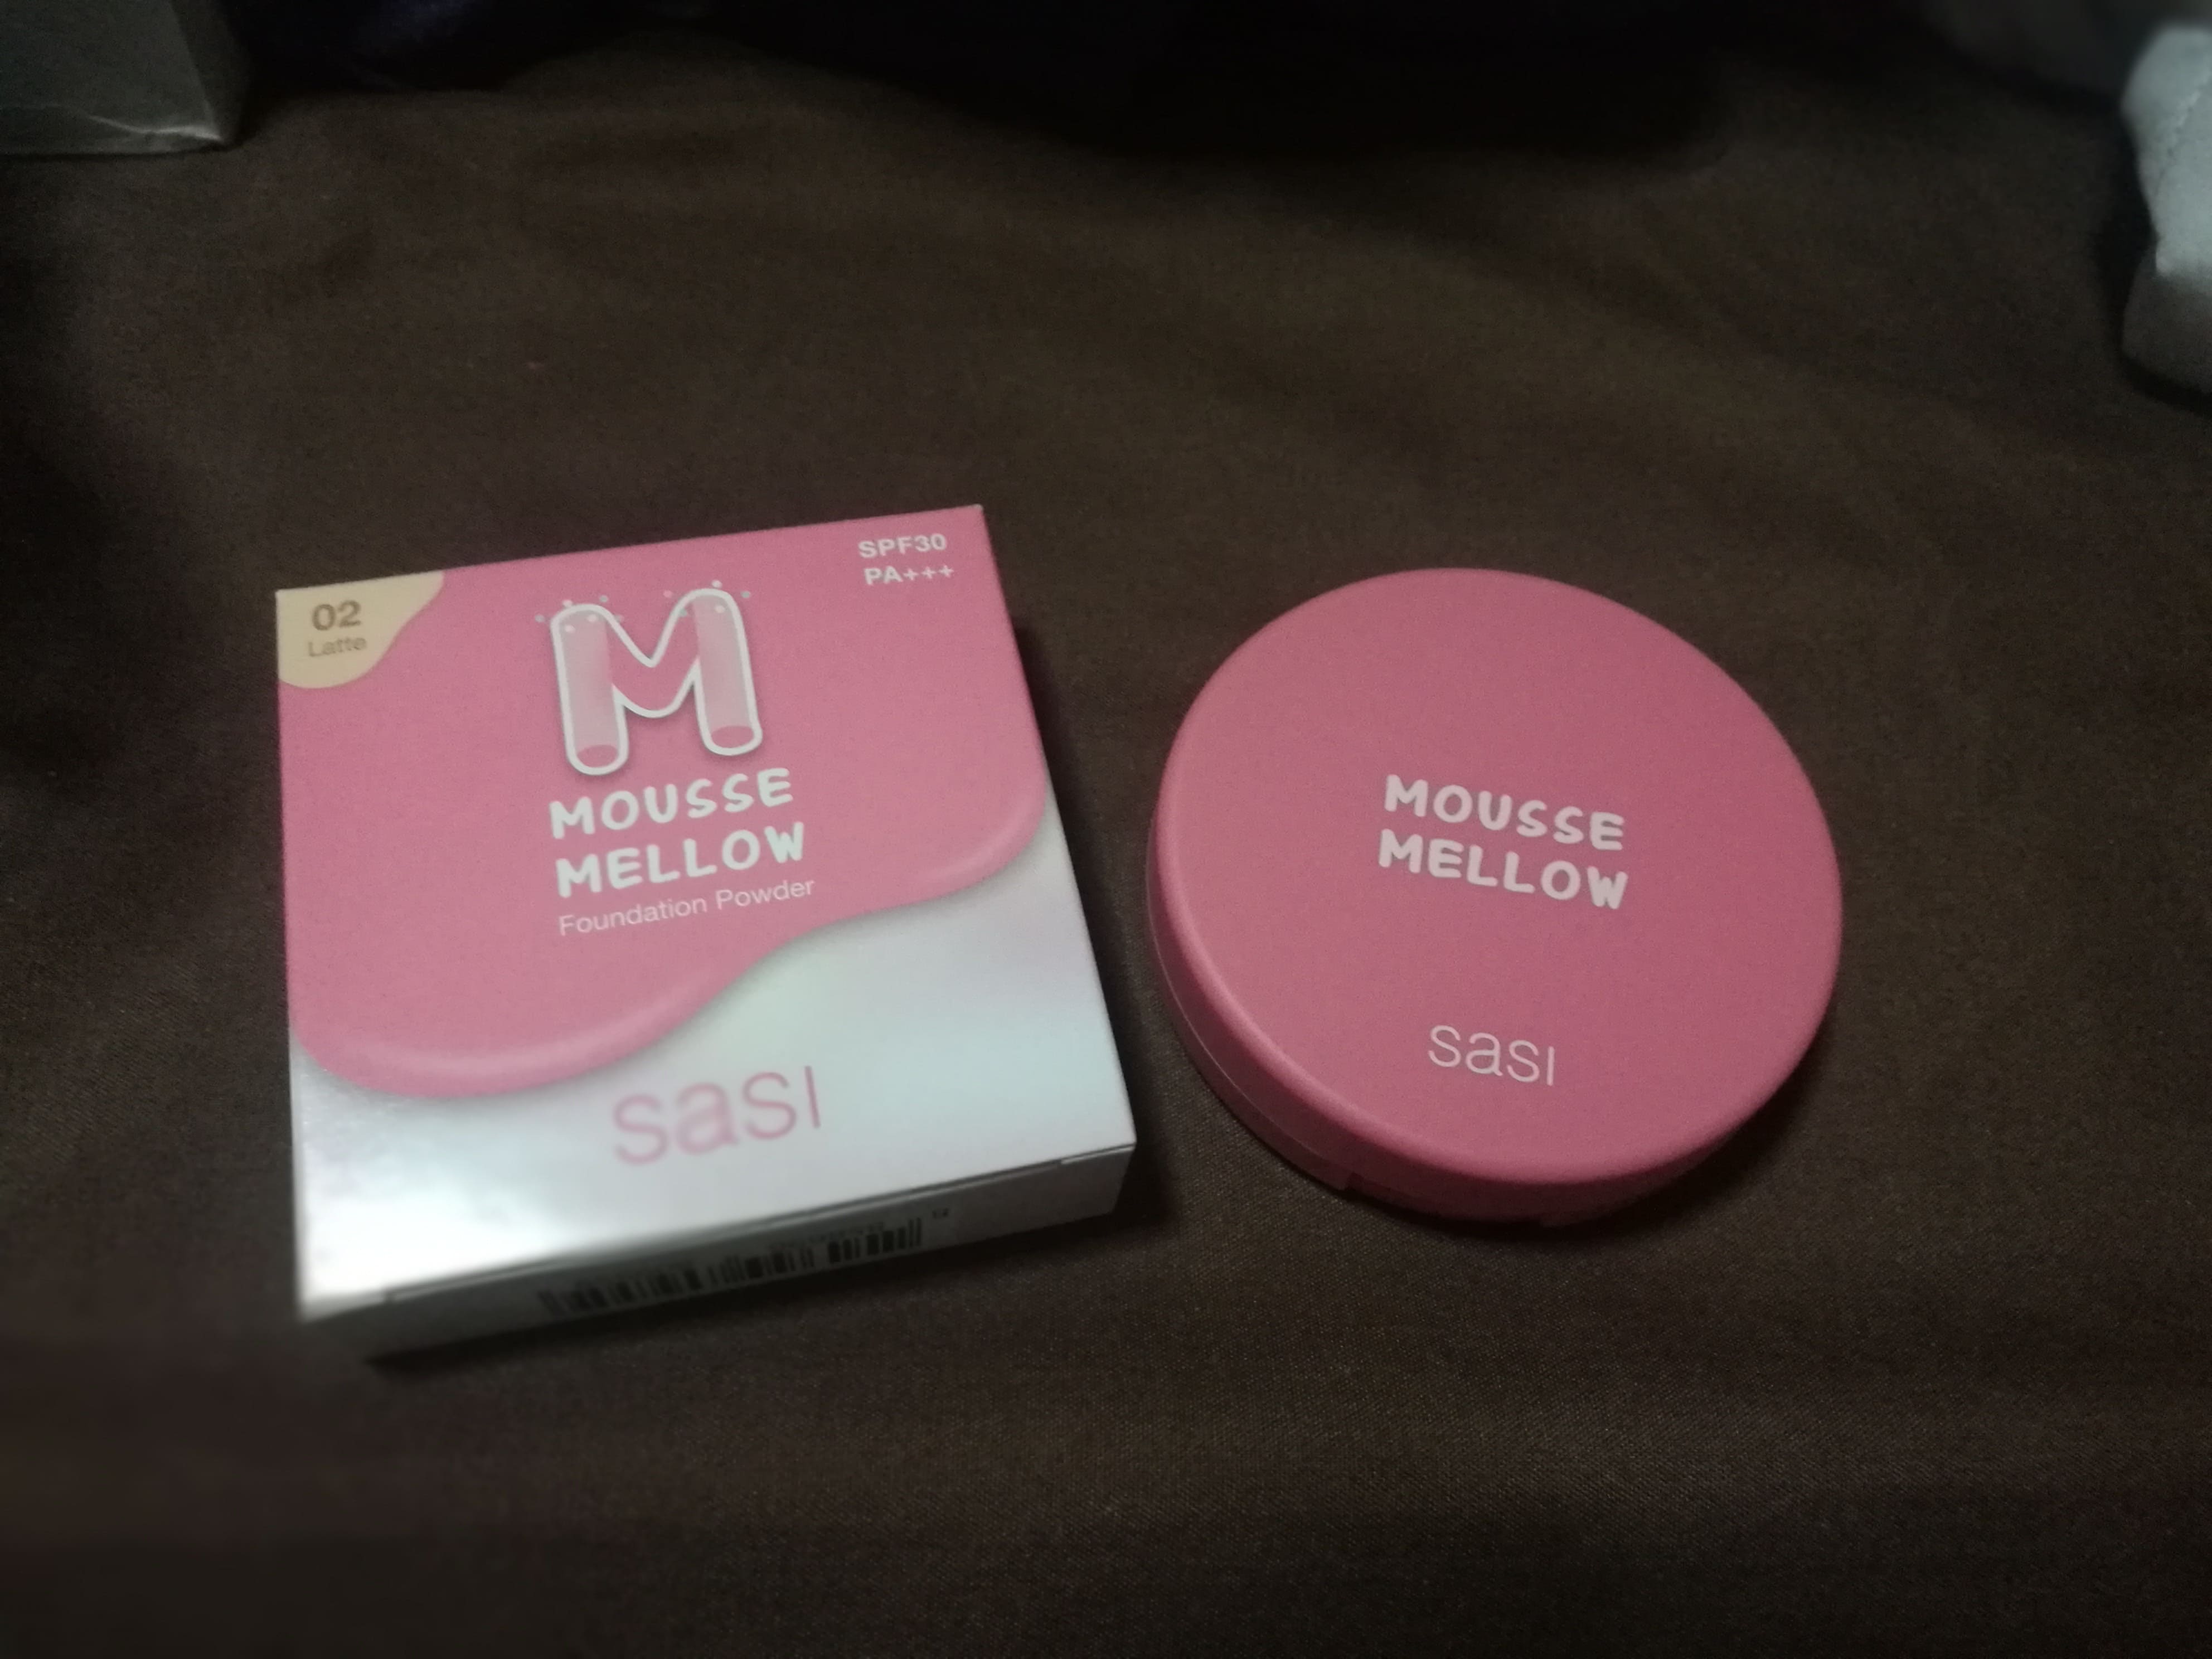 SPF30
PA+++
02
Latte
M
MOUSSE
MELLOW
Foundation Powder
sasi
MOUSSE
MELLOW
sasi